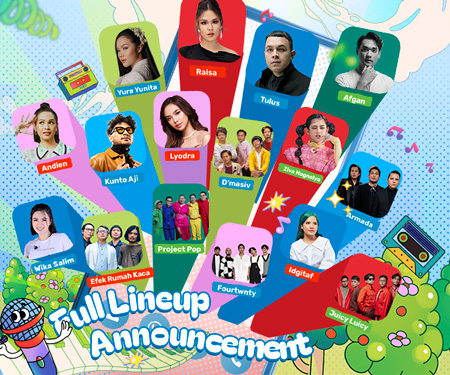 Raisa
Yura Yunita
Tulus
Afgan
Andien
Kunto Aji
Lyodra
D'masiv
Ziva Magnolya
Armada
Wika Salim
Efek Rumah Kaca
Project Pop
Fourtwnty
Idgitaf
Juicy Luicy
Full Lineup
Announcement